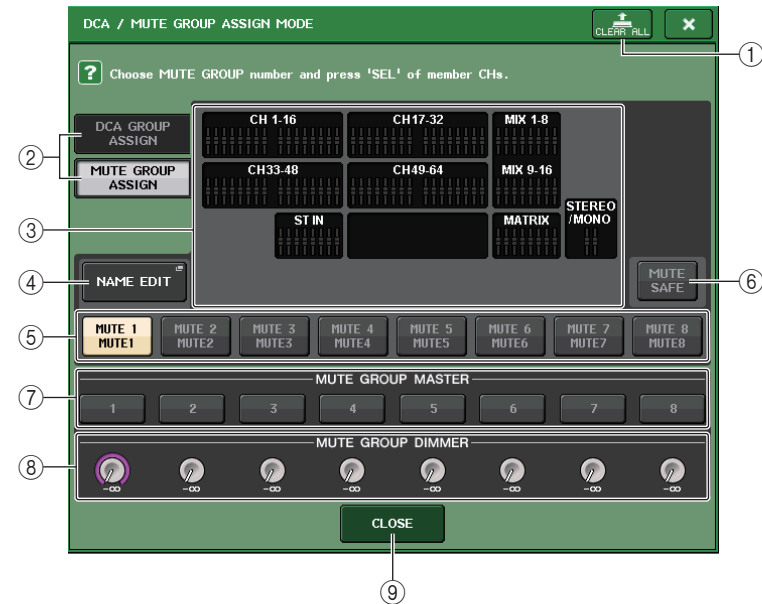 DCA / MUTE GROUP ASSIGN MODE
CLEAR ALL
×
①
? Choose MUTE GROUP number and press 'SEL' of member CHs.
②
DCA GROUP
ASSIGN
MUTE GROUP
ASSIGN
③
CH 1-16
CH17-32
MIX 1-8
CH33-48
CH49-64
MIX 9-16
ST IN
MATRIX
STEREO
/MONO
④
NAME EDIT
MUTE
SAFE
⑥
⑤
MUTE 1
MUTE1
MUTE 2
MUTE2
MUTE 3
MUTE3
MUTE 4
MUTE4
MUTE 5
MUTE5
MUTE 6
MUTE6
MUTE 7
MUTE7
MUTE 8
MUTE8
⑦
MUTE GROUP MASTER
1 2 3 4 5 6 7 8
⑧
MUTE GROUP DIMMER
-∞ -∞ -∞ -∞ -∞ -∞ -∞ -∞
CLOSE
⑨